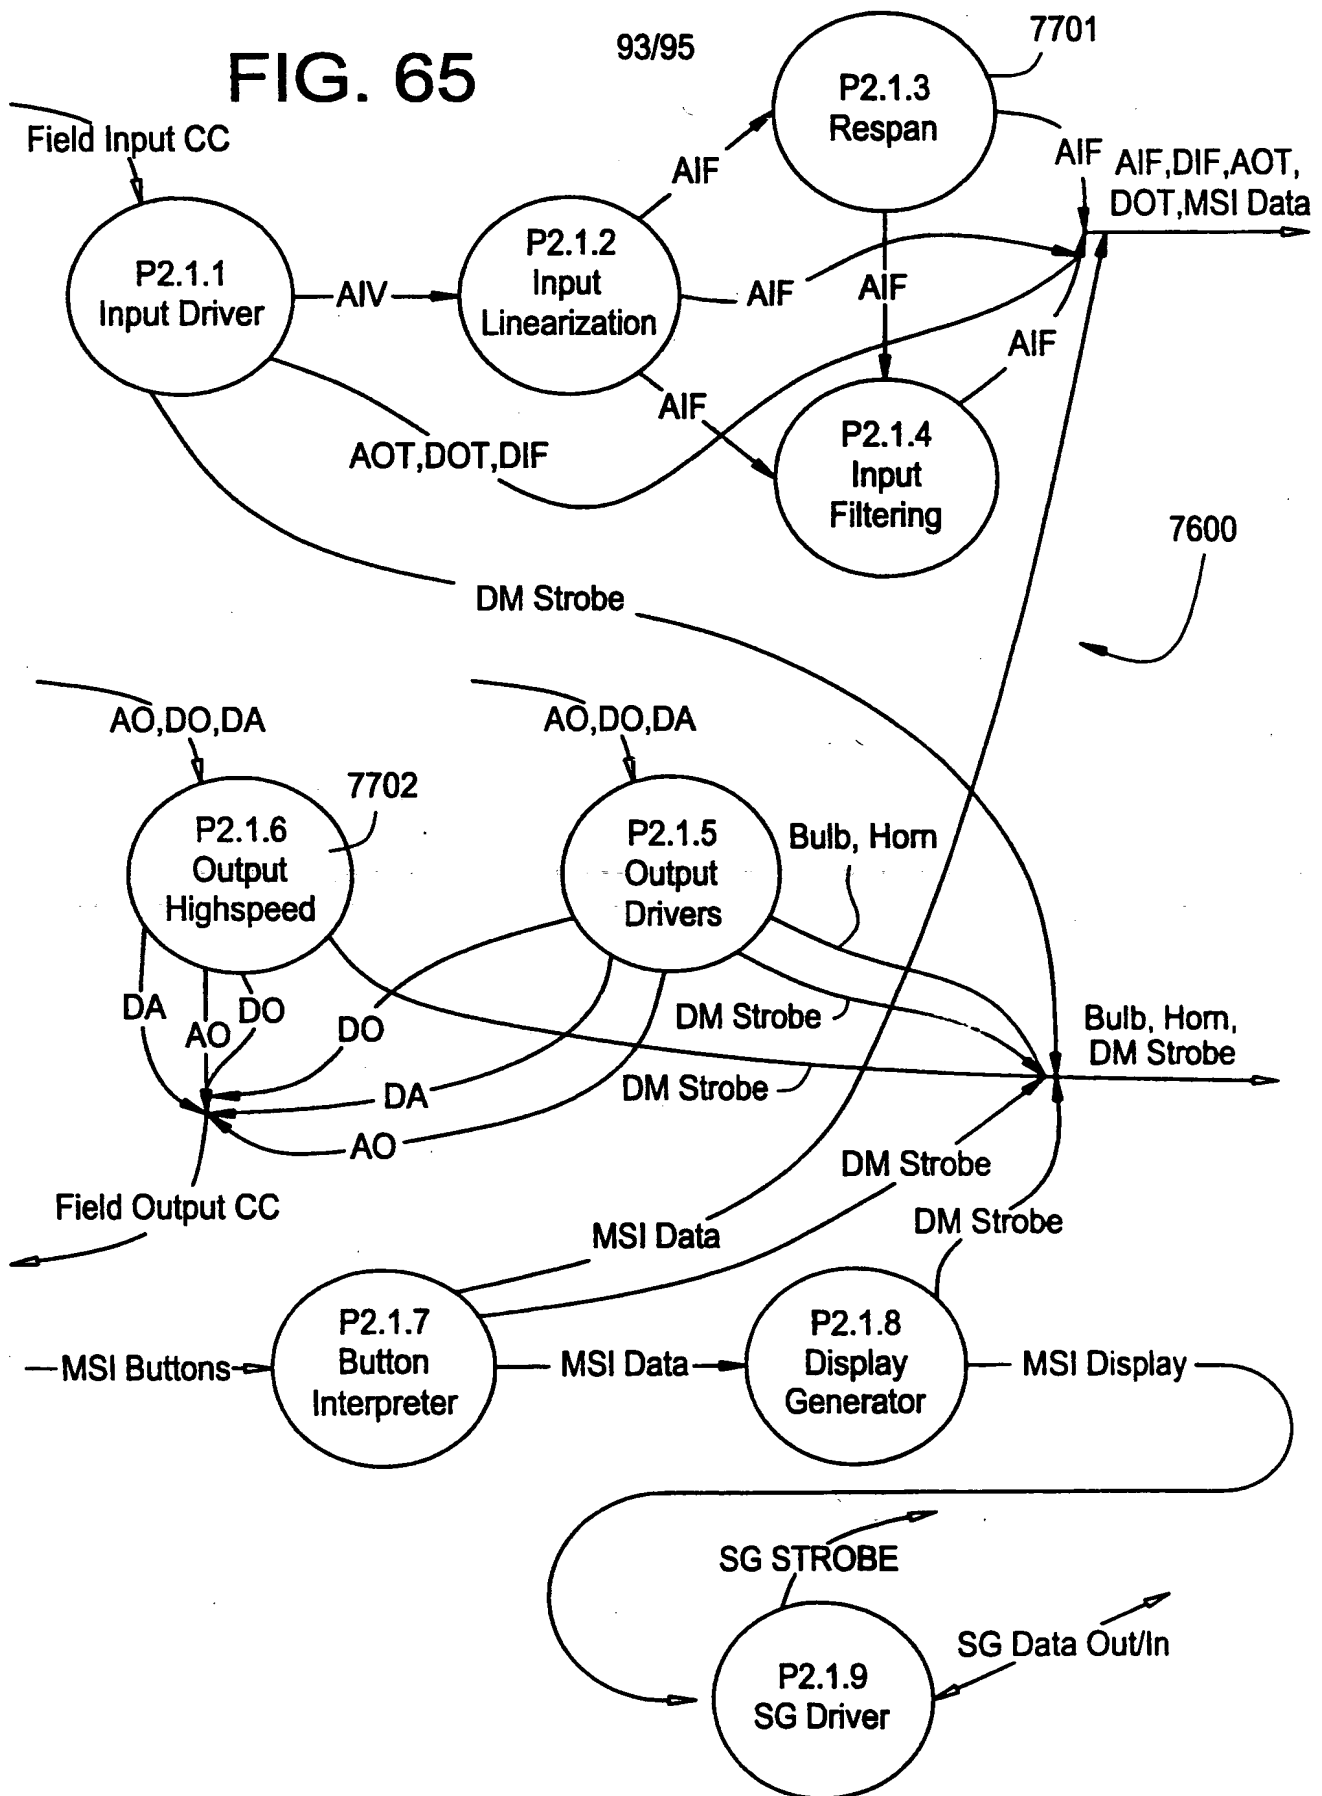 FIG. 65
93/95
7701
P2.1.3
Respan
Field Input CC
AIF
AIF
AIF,DIF,AOT,
DOT,MSI Data
P2.1.1
Input Driver
AIV
P2.1.2
Input
Linearization
AIF
AIF
AIF
AIF
P2.1.4
Input
Filtering
AOT,DOT,DIF
7600
DM Strobe
AO,DO,DA
AO,DO,DA
7702
P2.1.6
Output
Highspeed
P2.1.5
Output
Drivers
Bulb, Horn
DA
AO
DO
DO
DM Strobe
Bulb, Horn,
DM Strobe
DM Strobe
DA
AO
DM Strobe
Field Output CC
MSI Data
DM Strobe
MSI Buttons
P2.1.7
Button
Interpreter
MSI Data
P2.1.8
Display
Generator
MSI Display
SG STROBE
SG Data Out/In
P2.1.9
SG Driver